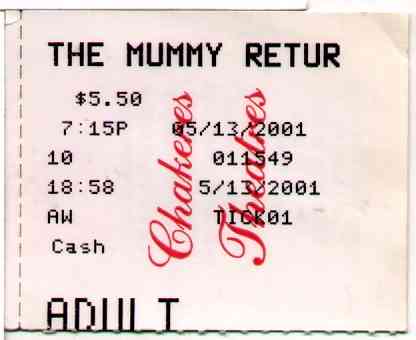 THE MUMMY RETUR
$5.50
7:15P 05/13/2001
10 011549
18:58 5/13/2001
AW TICK01
Cash
ADULT
Chakeres
Theatres